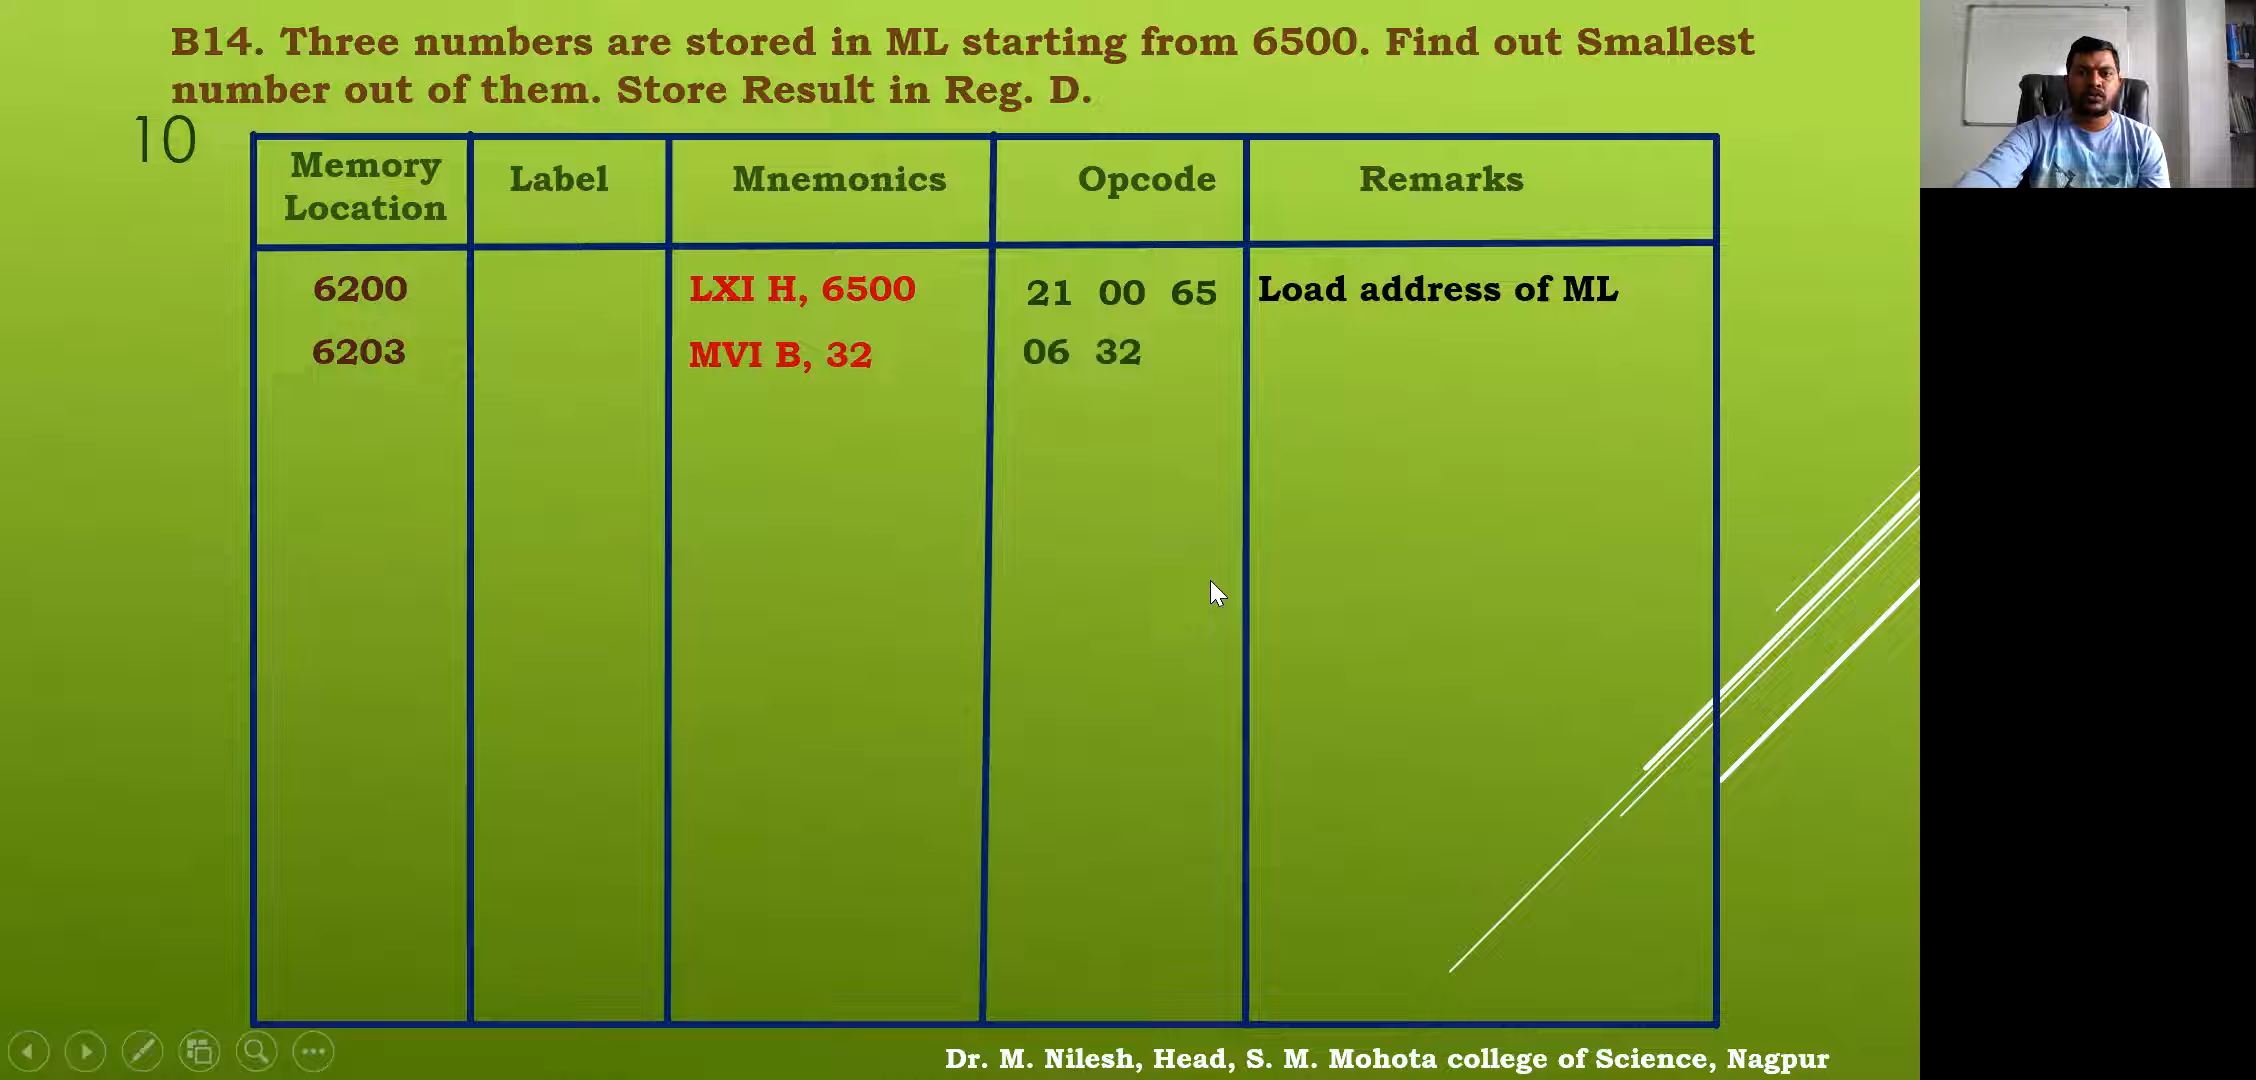 B14. Three numbers are stored in ML starting from 6500. Find out Smallest
number out of them. Store Result in Reg. D.
10
Memory Location
Label
Mnemonics
Opcode
Remarks
6200
LXI H, 6500
21 00 65
Load address of ML
6203
MVI B, 32
06 32
Dr. M. Nilesh, Head, S. M. Mohota college of Science, Nagpur